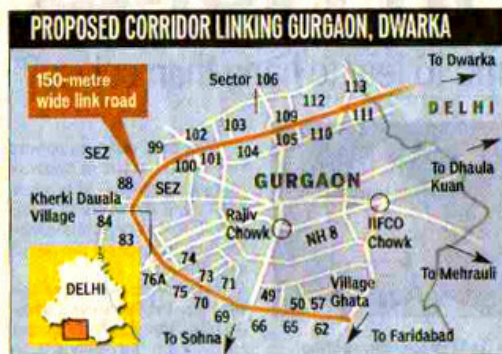 PROPOSED CORRIDOR LINKING GURGAON, DWARKA
150-metre
wide link road
Sector 106
To Dwarka
113
112
111
DELHI
109
103
110
102
105
104
99
101
100
SEZ
SEZ
88
To Dhaula
Kuan
GURGAON
Kherki Dauala
Village
Rajiv
Chowk
IIFCO
Chowk
84
83
NH 8
To Mehrauli
74
76A
73
71
75
70
Village
Ghata
49
50
57
DELHI
69
66
65
62
To Sohna
To Faridabad